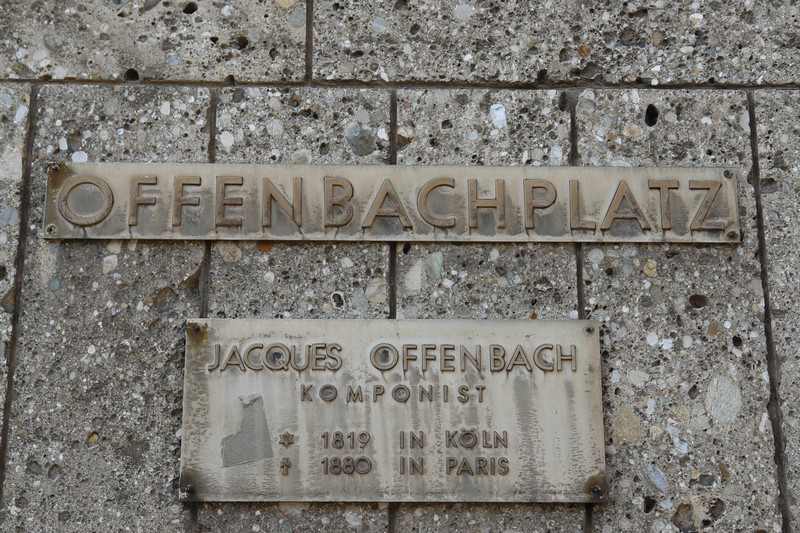 OFFENBACHPLATZ
JACQUES OFFENBACH
KOMPONIST
* 1819 IN KÖLN
† 1880 IN PARIS